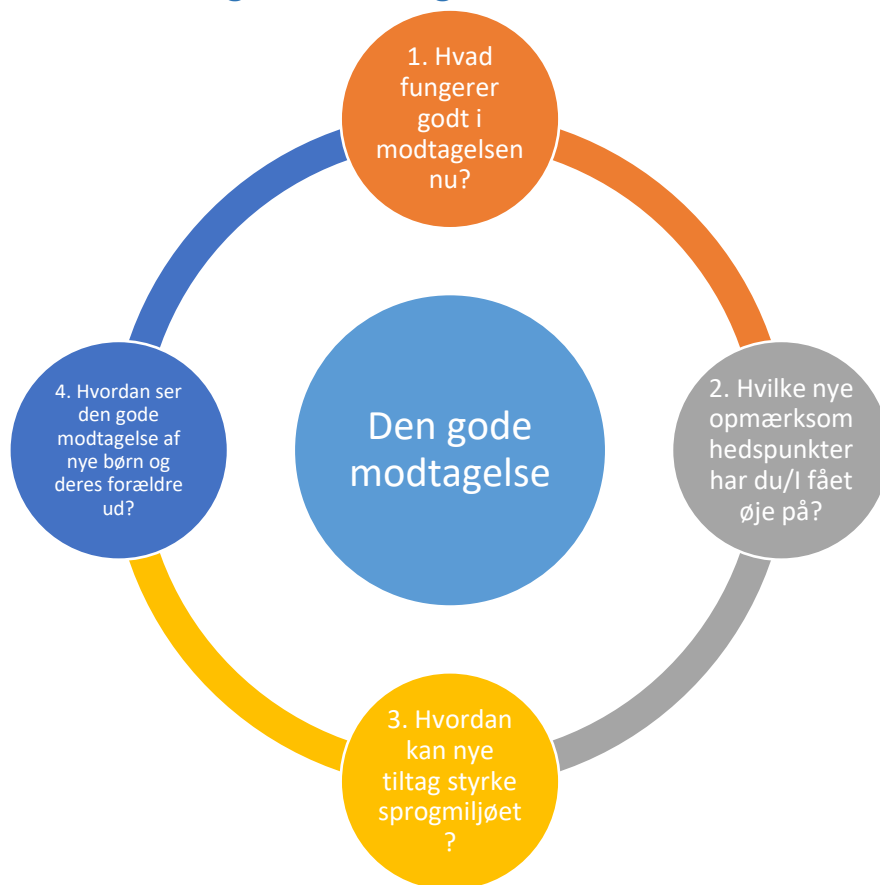 1. Hvad
fungerer
godt i
modtagelsen
nu?
2. Hvilke nye
opmærksom
hedspunkter
har du/I fået
øje på?
Den gode
modtagelse
4. Hvordan ser
den gode
modtagelse af
nye børn og
deres forældre
ud?
3. Hvordan
kan nye
tiltag styrke
sprogmiljøet
?